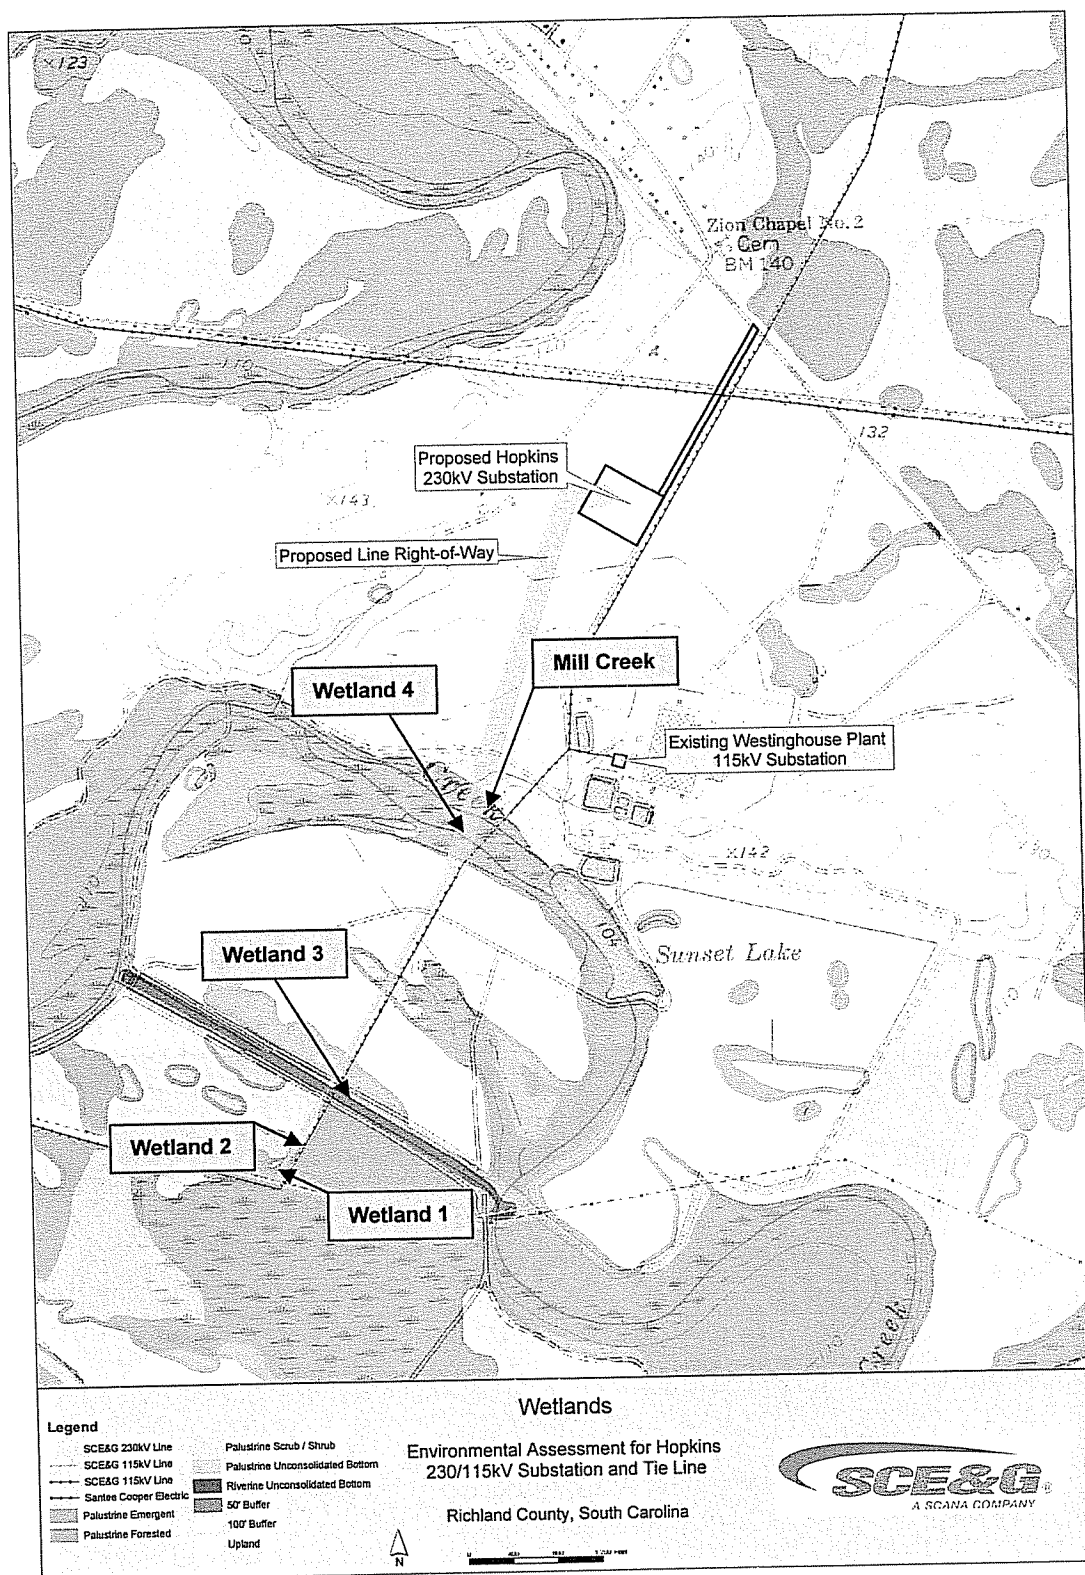 X123
Zion Chapel No. 2
Cem
BM 140
110
132
Proposed Hopkins
230kV Substation
X143
Proposed Line Right-of-Way
Mill Creek
Wetland 4
Existing Westinghouse Plant
115kV Substation
Creek
X142
130
104
Sunset Lake
Wetland 3
Wetland 2
Wetland 1
Creek
Wetlands
Legend
SCE&G 230kV Line
SCE&G 115kV Line
SCE&G 115kV Line
Santee Cooper Electric
Palustrine Emergent
Palustrine Forested
Palustrine Scrub / Shrub
Palustrine Unconsolidated Bottom
Riverine Unconsolidated Bottom
50' Buffer
100' Buffer
Upland
Environmental Assessment for Hopkins
230/115kV Substation and Tie Line
Richland County, South Carolina
N
SCE&G®
A SCANA COMPANY